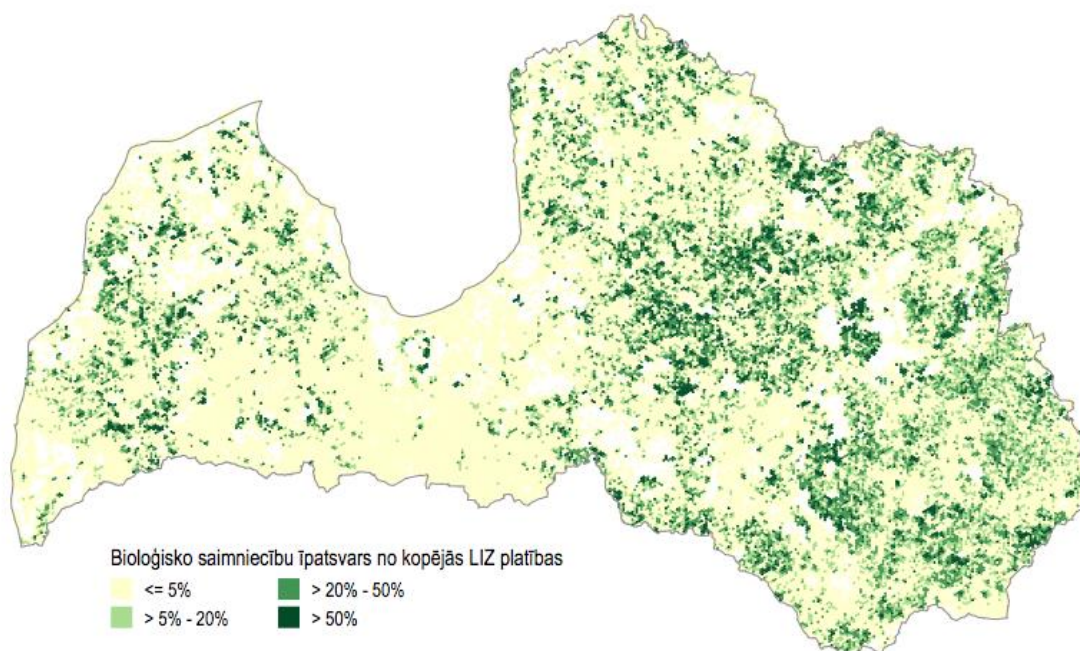 Bioloģisko saimniecību īpatsvars no kopējās LIZ platības
<= 5%
> 20% - 50%
> 5% - 20%
> 50%